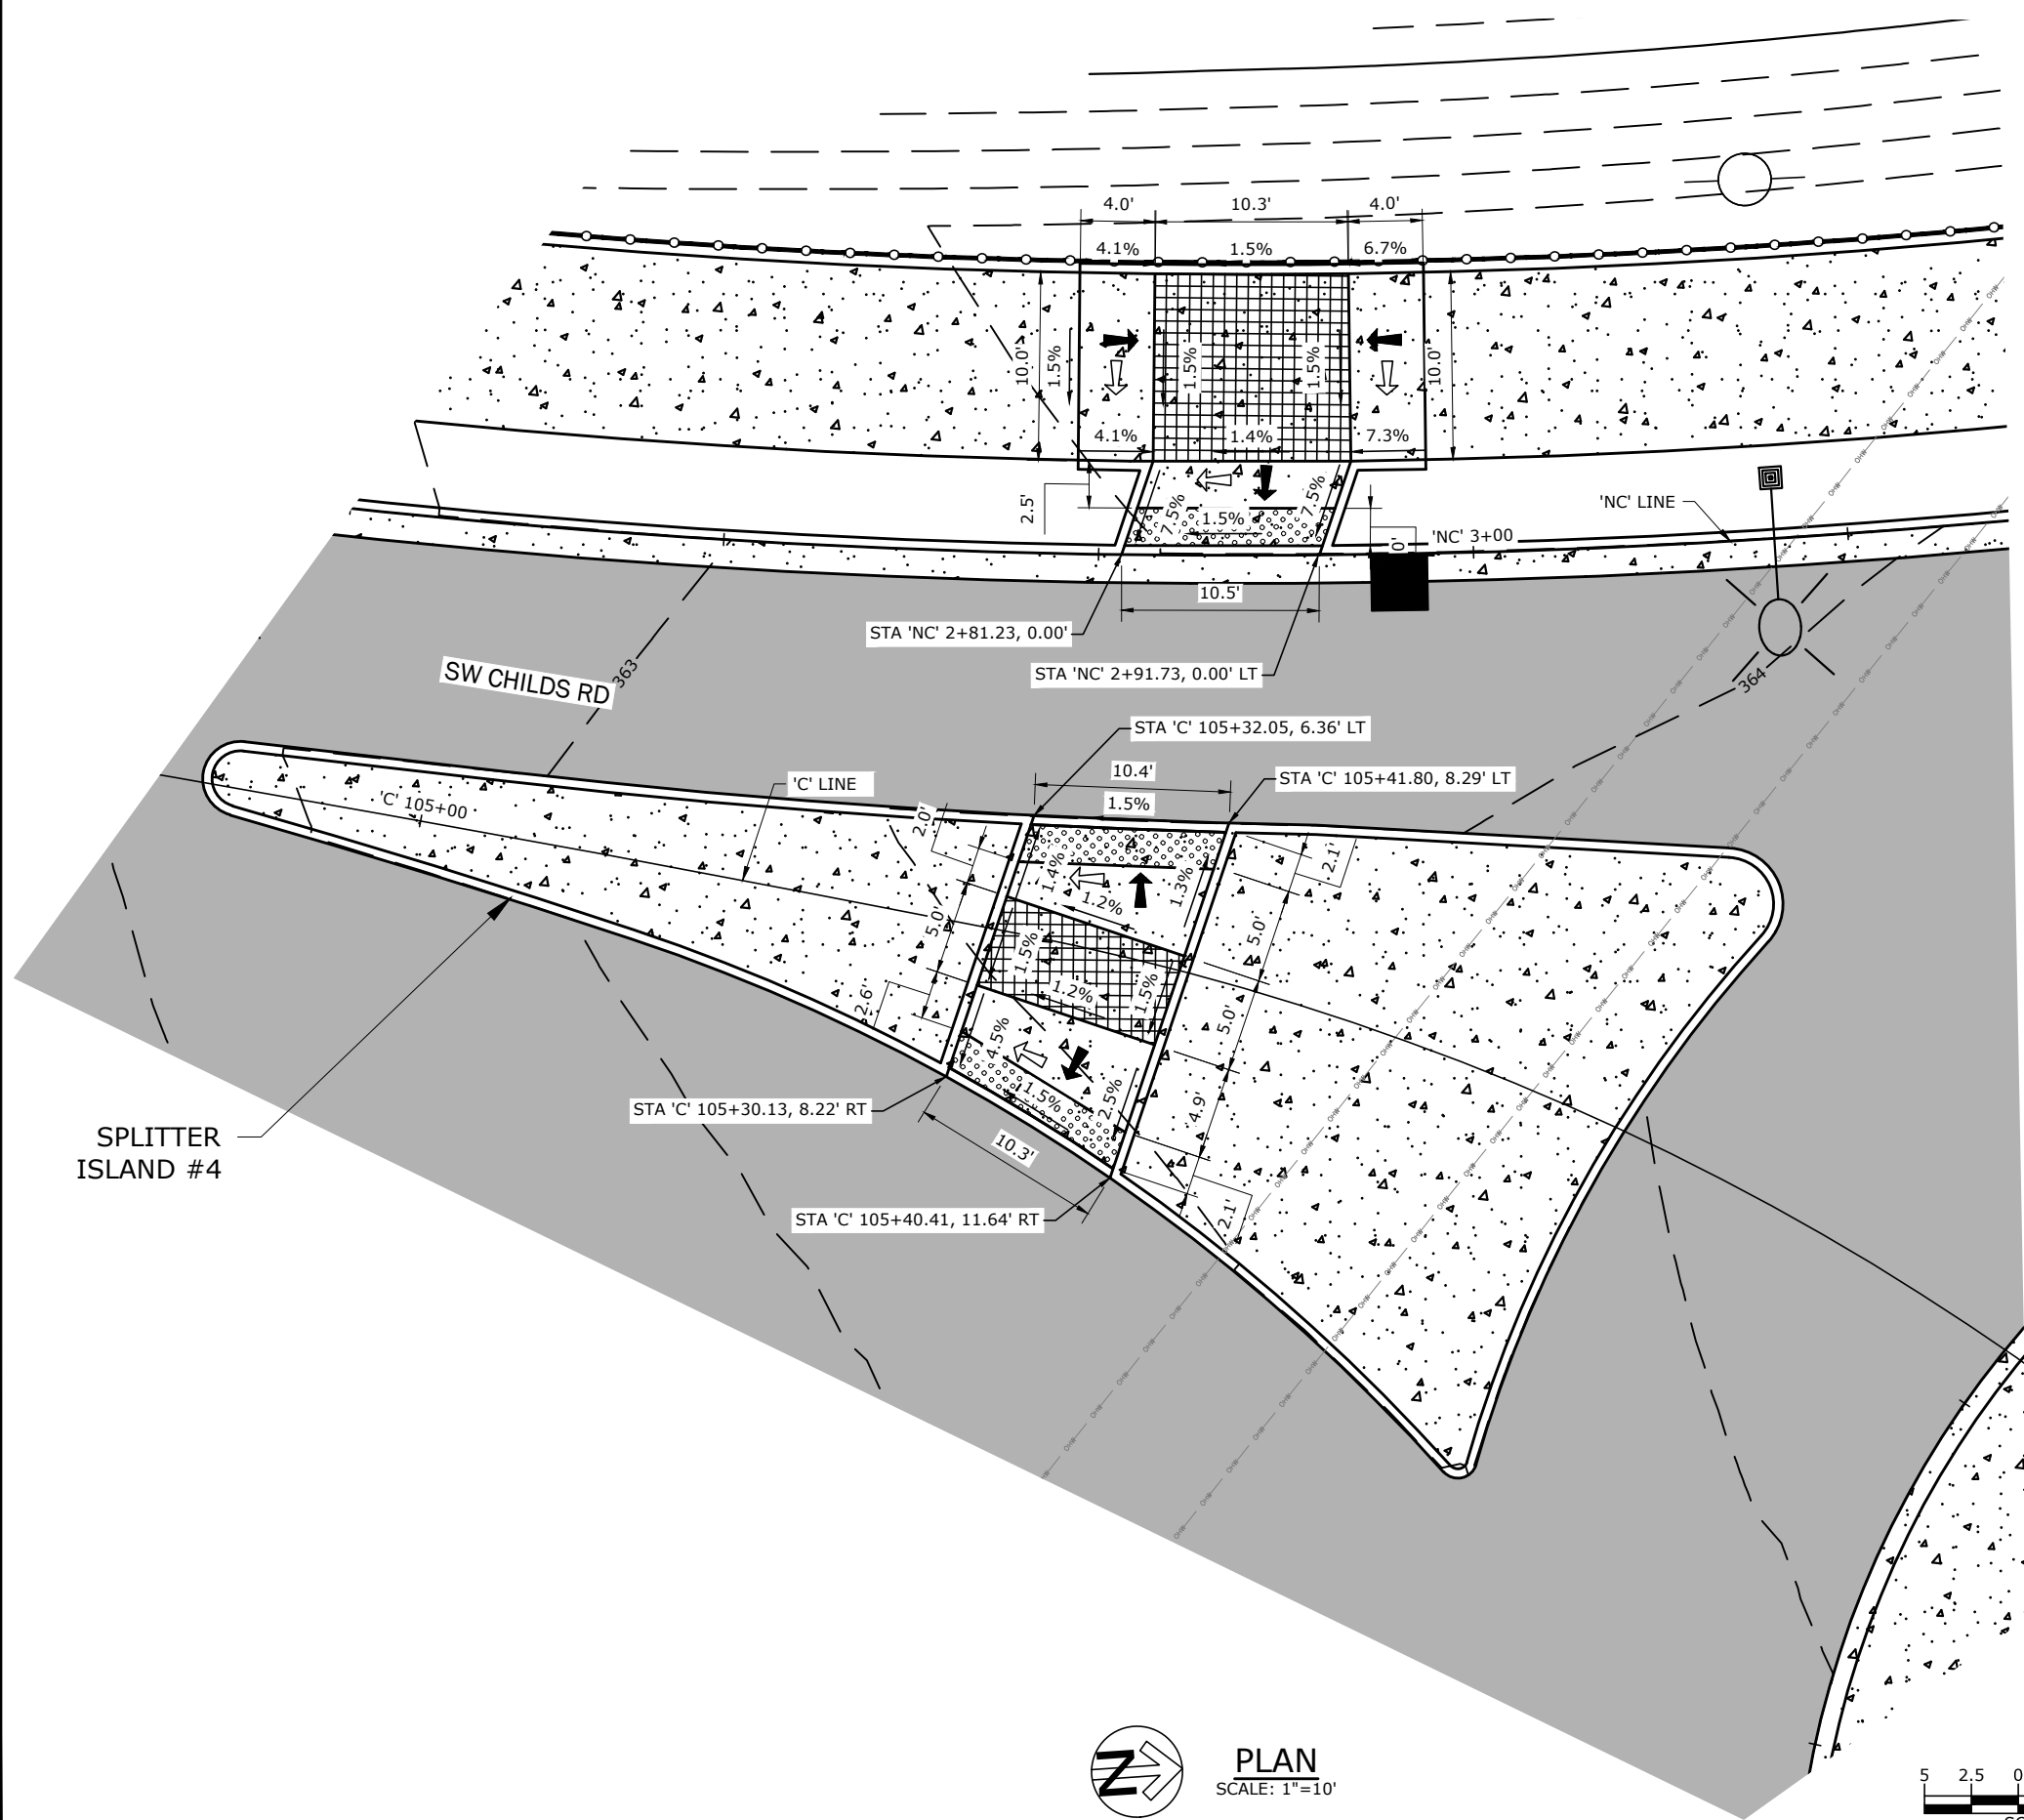 4.0' 10.3' 4.0'
4.1% 1.5% 6.7%
10.0' 1.5% 1.5% 1.5% 10.0'
4.1% 1.4% 7.3%
2.5' 7.5% 1.5% 7.5%
'NC' LINE
'NC' 3+00
10.5'
STA 'NC' 2+81.23, 0.00'
STA 'NC' 2+91.73, 0.00' LT
SW CHILDS RD
363
364
STA 'C' 105+32.05, 6.36' LT
10.4'
STA 'C' 105+41.80, 8.29' LT
'C' LINE
1.5%
'C' 105+00
2.0'
2.1'
1.4%
1.3%
1.2%
5.0'
5.0'
1.5%
1.2%
1.5%
2.6'
5.0'
4.5%
1.5%
2.5%
4.9'
STA 'C' 105+30.13, 8.22' RT
10.3'
2.1'
SPLITTER
ISLAND #4
STA 'C' 105+40.41, 11.64' RT
N
PLAN
SCALE: 1"=10'
5 2.5 0